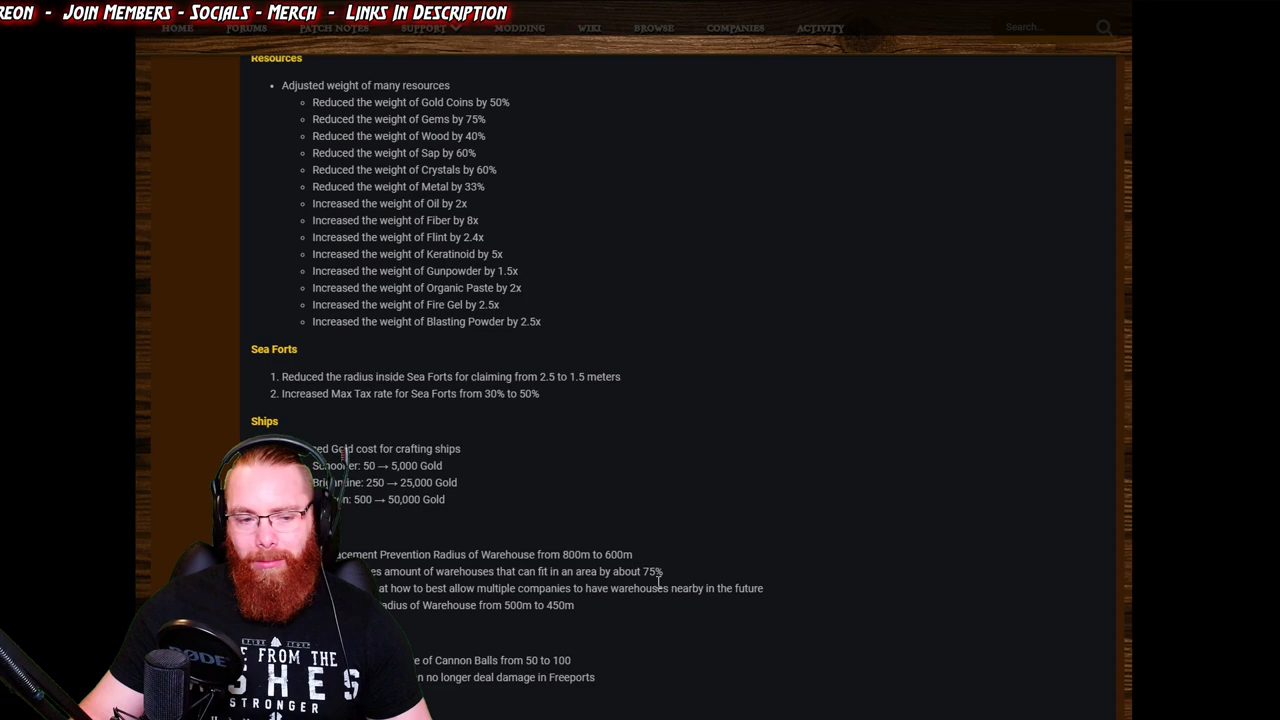 REON - JOIN MEMBERS - SOCIALS - MERCH - LINKS IN DESCRIPTION
HOME FORUMS PATCH NOTES SUPPORT MODDING WIKI BROWSE COMPANIES ACTIVITY Search...
Resources
• Adjusted weight of many resources
◦ Reduced the weight of Gold Coins by 50%
◦ Reduced the weight of Gems by 75%
◦ Reduced the weight of Wood by 40%
◦ Reduced the weight of Sap by 60%
◦ Reduced the weight of Crystals by 60%
◦ Reduced the weight of Metal by 33%
◦ Increased the weight of Oil by 2x
◦ Increased the weight of Fiber by 8x
◦ Increased the weight of Flint by 2.4x
◦ Increased the weight of Keratinoid by 5x
◦ Increased the weight of Gunpowder by 1.5x
◦ Increased the weight of Organic Paste by 2x
◦ Increased the weight of Fire Gel by 2.5x
◦ Increased the weight of Blasting Powder by 2.5x
Sea Forts
1. Reduced the radius inside Sea Forts for claiming from 2.5 to 1.5 meters
2. Increased Max Tax rate for Sea Forts from 30% to 50%
Ships
Gold cost for crafting ships
Schooner: 50 → 5,000 Gold
Brigantine: 250 → 25,000 Gold
500 → 50,000 Gold
Prevention Radius of Warehouse from 800m to 600m
amount of warehouses that can fit in an area by about 75%
at how to best allow multiple companies to have warehouses nearby in the future
of Warehouse from 500m to 450m
of Cannon Balls from 50 to 100
no longer deal damage in Freeports
RØDE
FROM THE
SHES
STRONGER